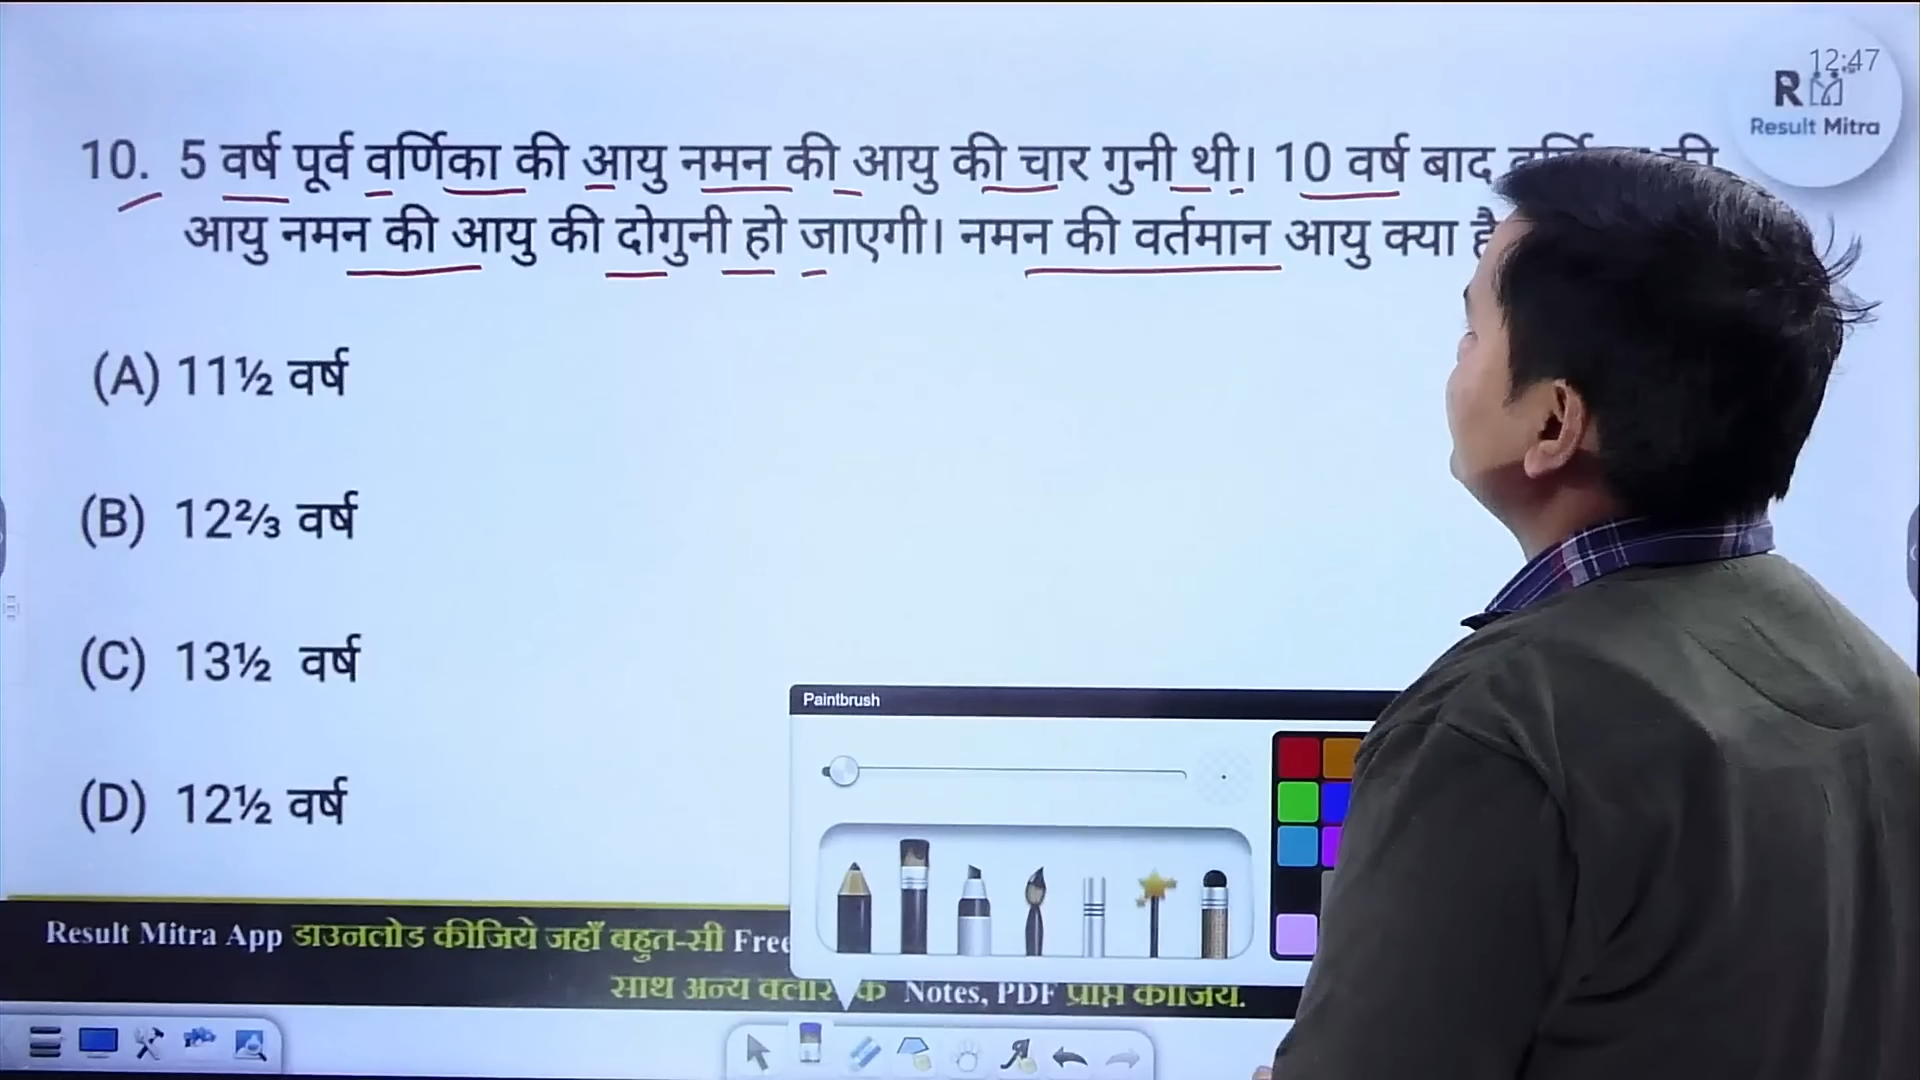 12:47
RM
Result Mitra
10. 5 वर्ष पूर्व वर्णिका की आयु नमन की आयु की चार गुनी थी। 10 वर्ष बाद की
आयु नमन की आयु की दोगुनी हो जाएगी। नमन की वर्तमान आयु क्या है
(A) 11½ वर्ष
(B) 12⅔ वर्ष
(C) 13½ वर्ष
(D) 12½ वर्ष
Paintbrush
Result Mitra App डाउनलोड कीजिये जहाँ बहुत-सी Free
साथ अन्य के Notes, PDF प्राप्त कीजिये.